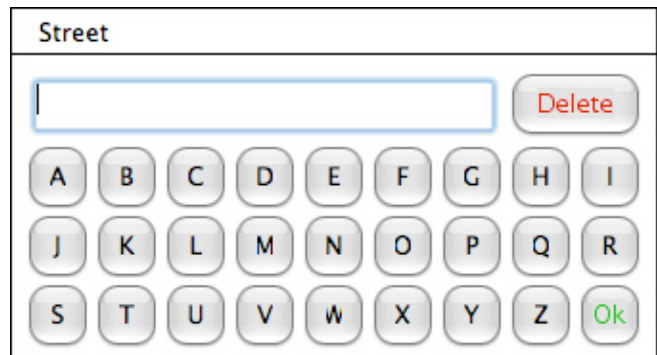 Street
Delete
A B C D E F G H I
J K L M N O P Q R
S T U V W X Y Z Ok